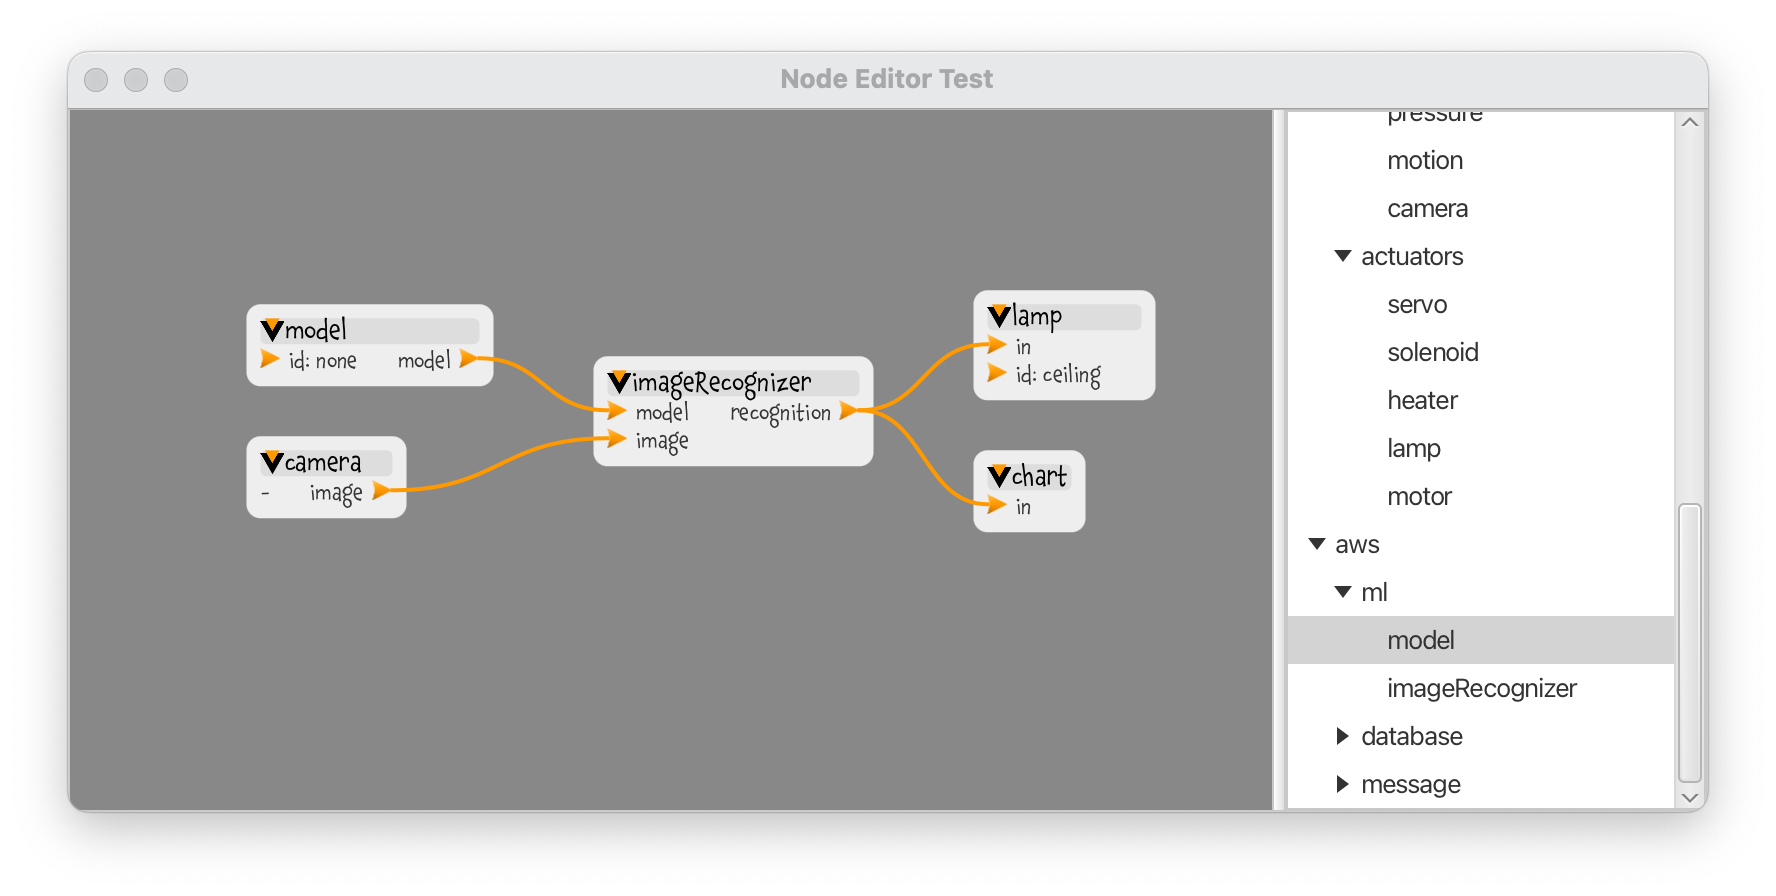 Node Editor Test
model
id: none model
camera
- image
imageRecognizer
model recognition
image
lamp
in
id: ceiling
chart
in
pressure
motion
camera
actuators
servo
solenoid
heater
lamp
motor
aws
ml
model
imageRecognizer
database
message